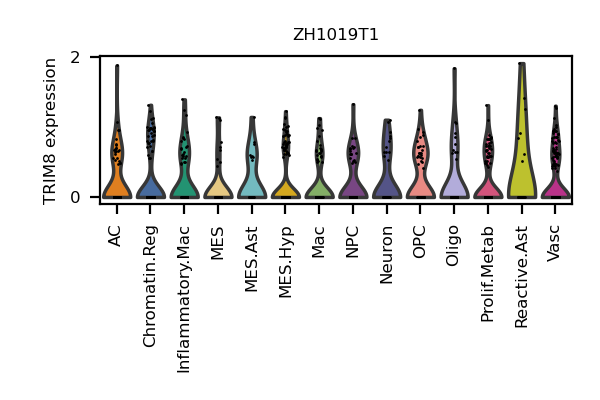 ZH1019T1
TRIM8 expression
2
0
AC
Chromatin.Reg
Inflammatory.Mac
MES
MES.Ast
MES.Hyp
Mac
NPC
Neuron
OPC
Oligo
Prolif.Metab
Reactive.Ast
Vasc